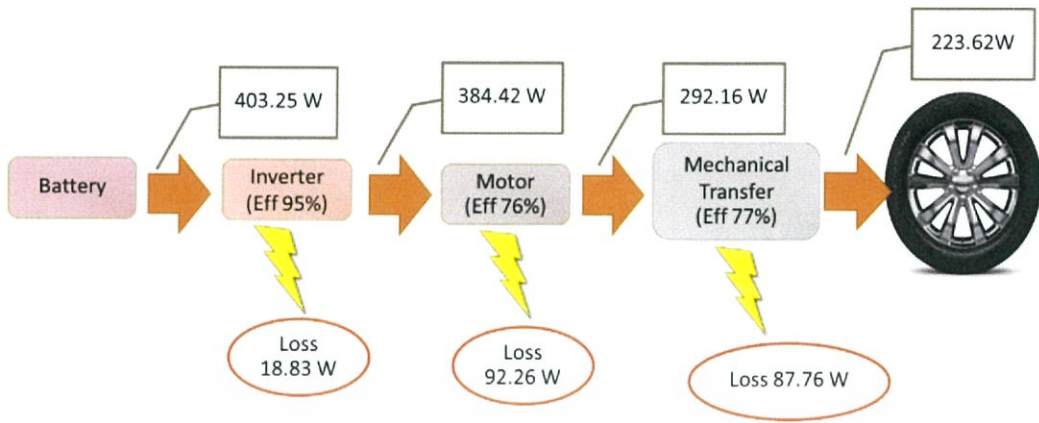 223.62W
403.25 W
384.42 W
292.16 W
Battery
Inverter
(Eff 95%)
Motor
(Eff 76%)
Mechanical
Transfer
(Eff 77%)
Loss
18.83 W
Loss
92.26 W
Loss 87.76 W